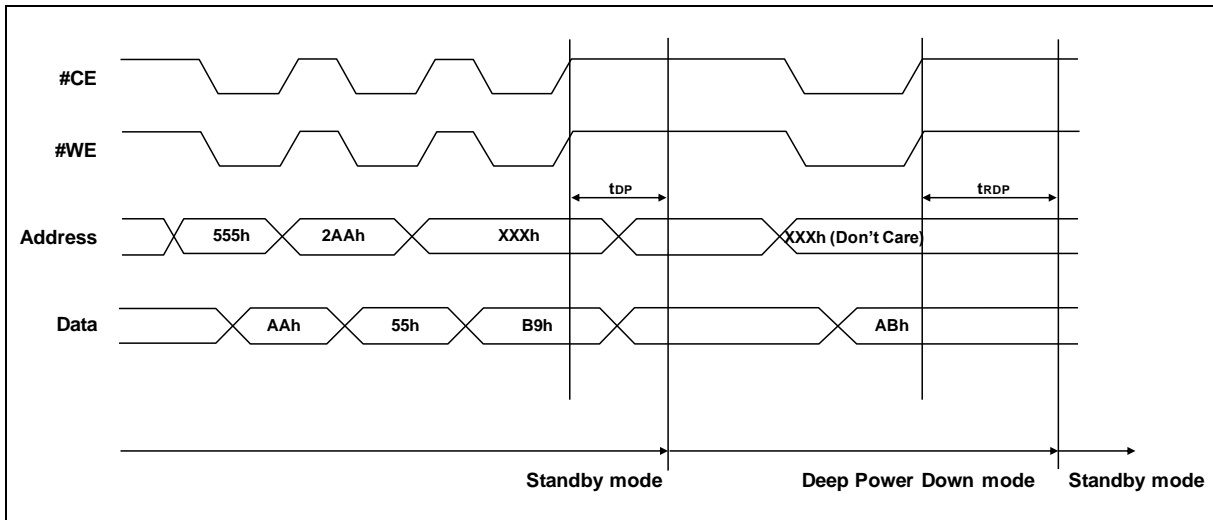 #CE
#WE
tDP
tRDP
Address
555h
2AAh
XXXh
XXXh (Don't Care)
Data
AAh
55h
B9h
ABh
Standby mode
Deep Power Down mode
Standby mode